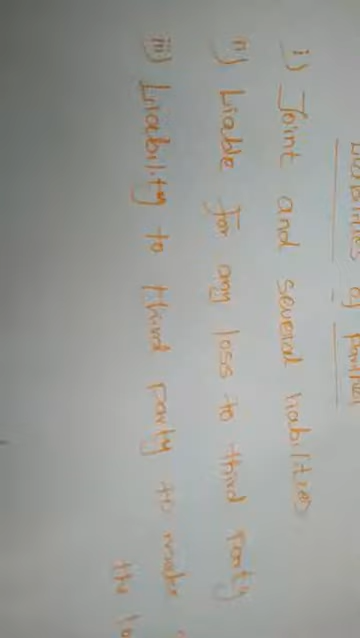 Liabilities of Partner
i) Joint and several liabilities
ii) Liable for any loss to third party
iii) Liability to third party to make
the